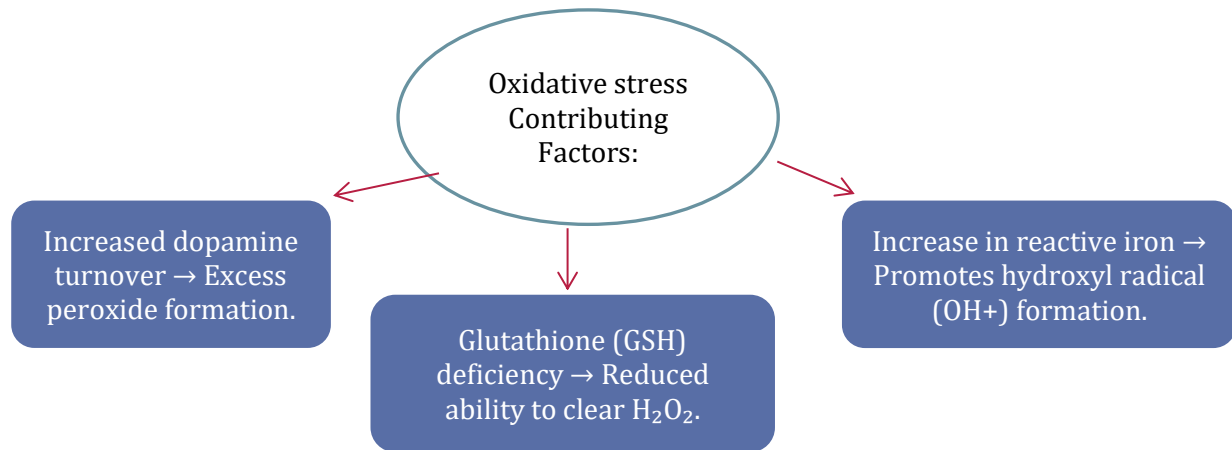 Oxidative stress
Contributing
Factors:
Increased dopamine
turnover → Excess
peroxide formation.
Glutathione (GSH)
deficiency → Reduced
ability to clear H₂O₂.
Increase in reactive iron →
Promotes hydroxyl radical
(OH+) formation.